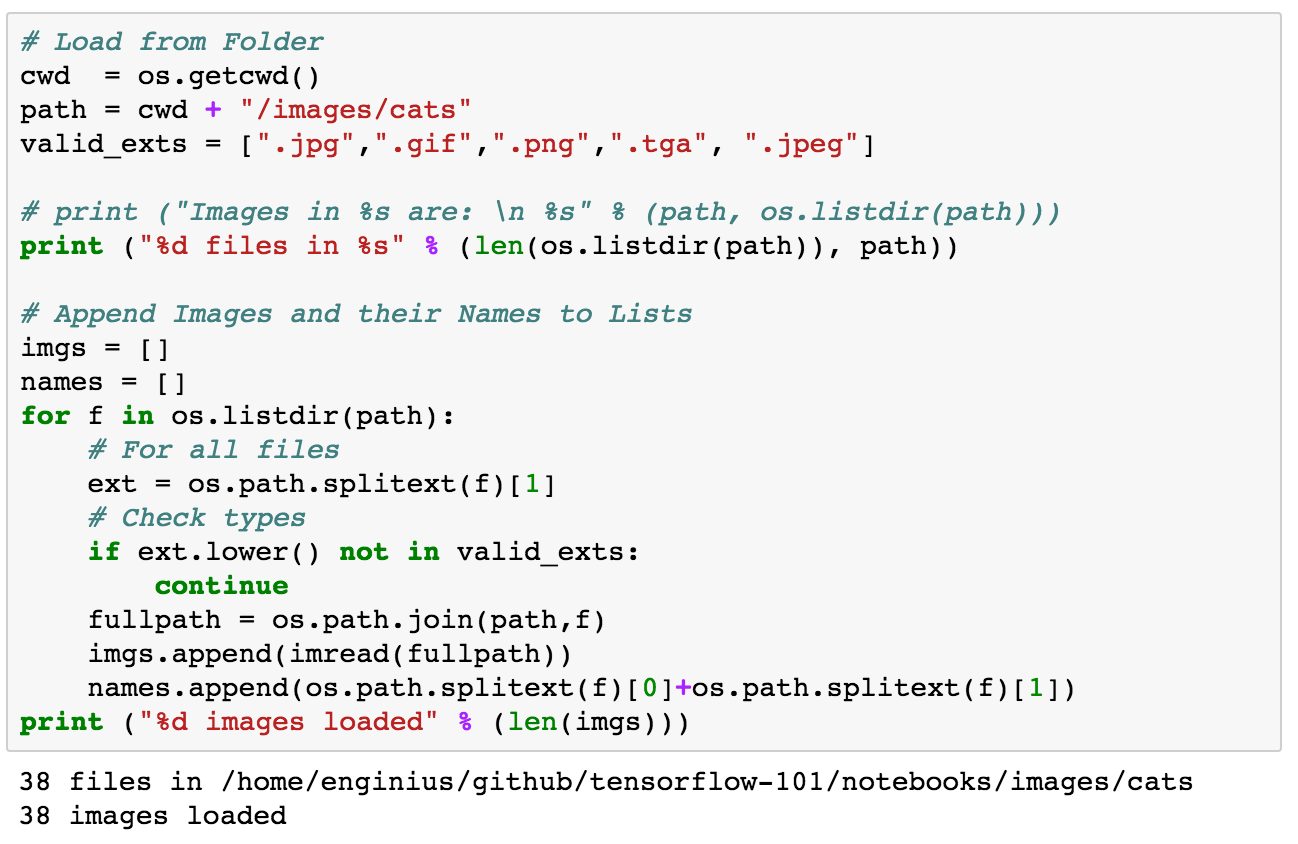 # Load from Folder
cwd  = os.getcwd()
path = cwd + "/images/cats"
valid_exts = [".jpg",".gif",".png",".tga", ".jpeg"]

# print ("Images in %s are: \n %s" % (path, os.listdir(path)))
print ("%d files in %s" % (len(os.listdir(path)), path))

# Append Images and their Names to Lists
imgs = []
names = []
for f in os.listdir(path):
    # For all files
    ext = os.path.splitext(f)[1]
    # Check types
    if ext.lower() not in valid_exts:
        continue
    fullpath = os.path.join(path,f)
    imgs.append(imread(fullpath))
    names.append(os.path.splitext(f)[0]+os.path.splitext(f)[1])
print ("%d images loaded" % (len(imgs)))
38 files in /home/enginius/github/tensorflow-101/notebooks/images/cats
38 images loaded